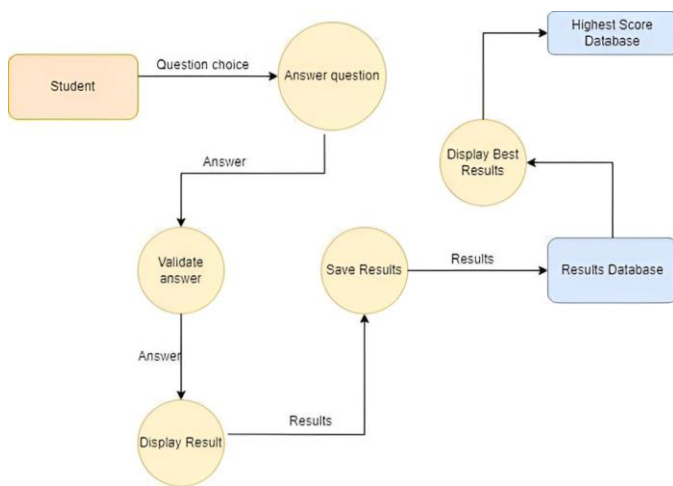 Student
Question choice
Answer question
Highest Score
Database
Display Best
Results
Answer
Validate
answer
Save Results
Results
Results Database
Answer
Display Result
Results